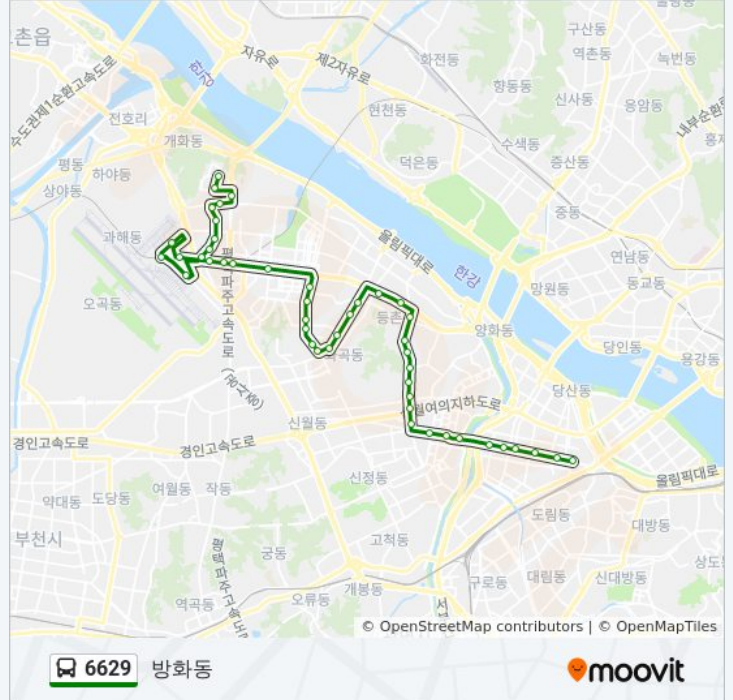 촌읍
구산동
화전동
역촌동
녹번동
자유로
제2자유로
한강
수도권제1순환고속도로
향동동
신사동
응암동
내부순환로
전호리
현천동
개화동
수색동
덕은동
증산동
평동
하야동
상야동
중동
과해동
올림픽대로
연남동
한강
망원동
동교동
오곡동
등촌
양화동
당인동
용강동
당산동
신월여의지하도로
신월동
경인고속도로
경인고속도로
올림픽대로
신정동
여월동
작동
약대동
도당동
도림동
대방동
부천시
궁동
고척동
개봉동
구로동
대림동
신대방동
상도
역곡동
오류동
© OpenStreetMap contributors | © OpenMapTiles
6629 방화동
moovit